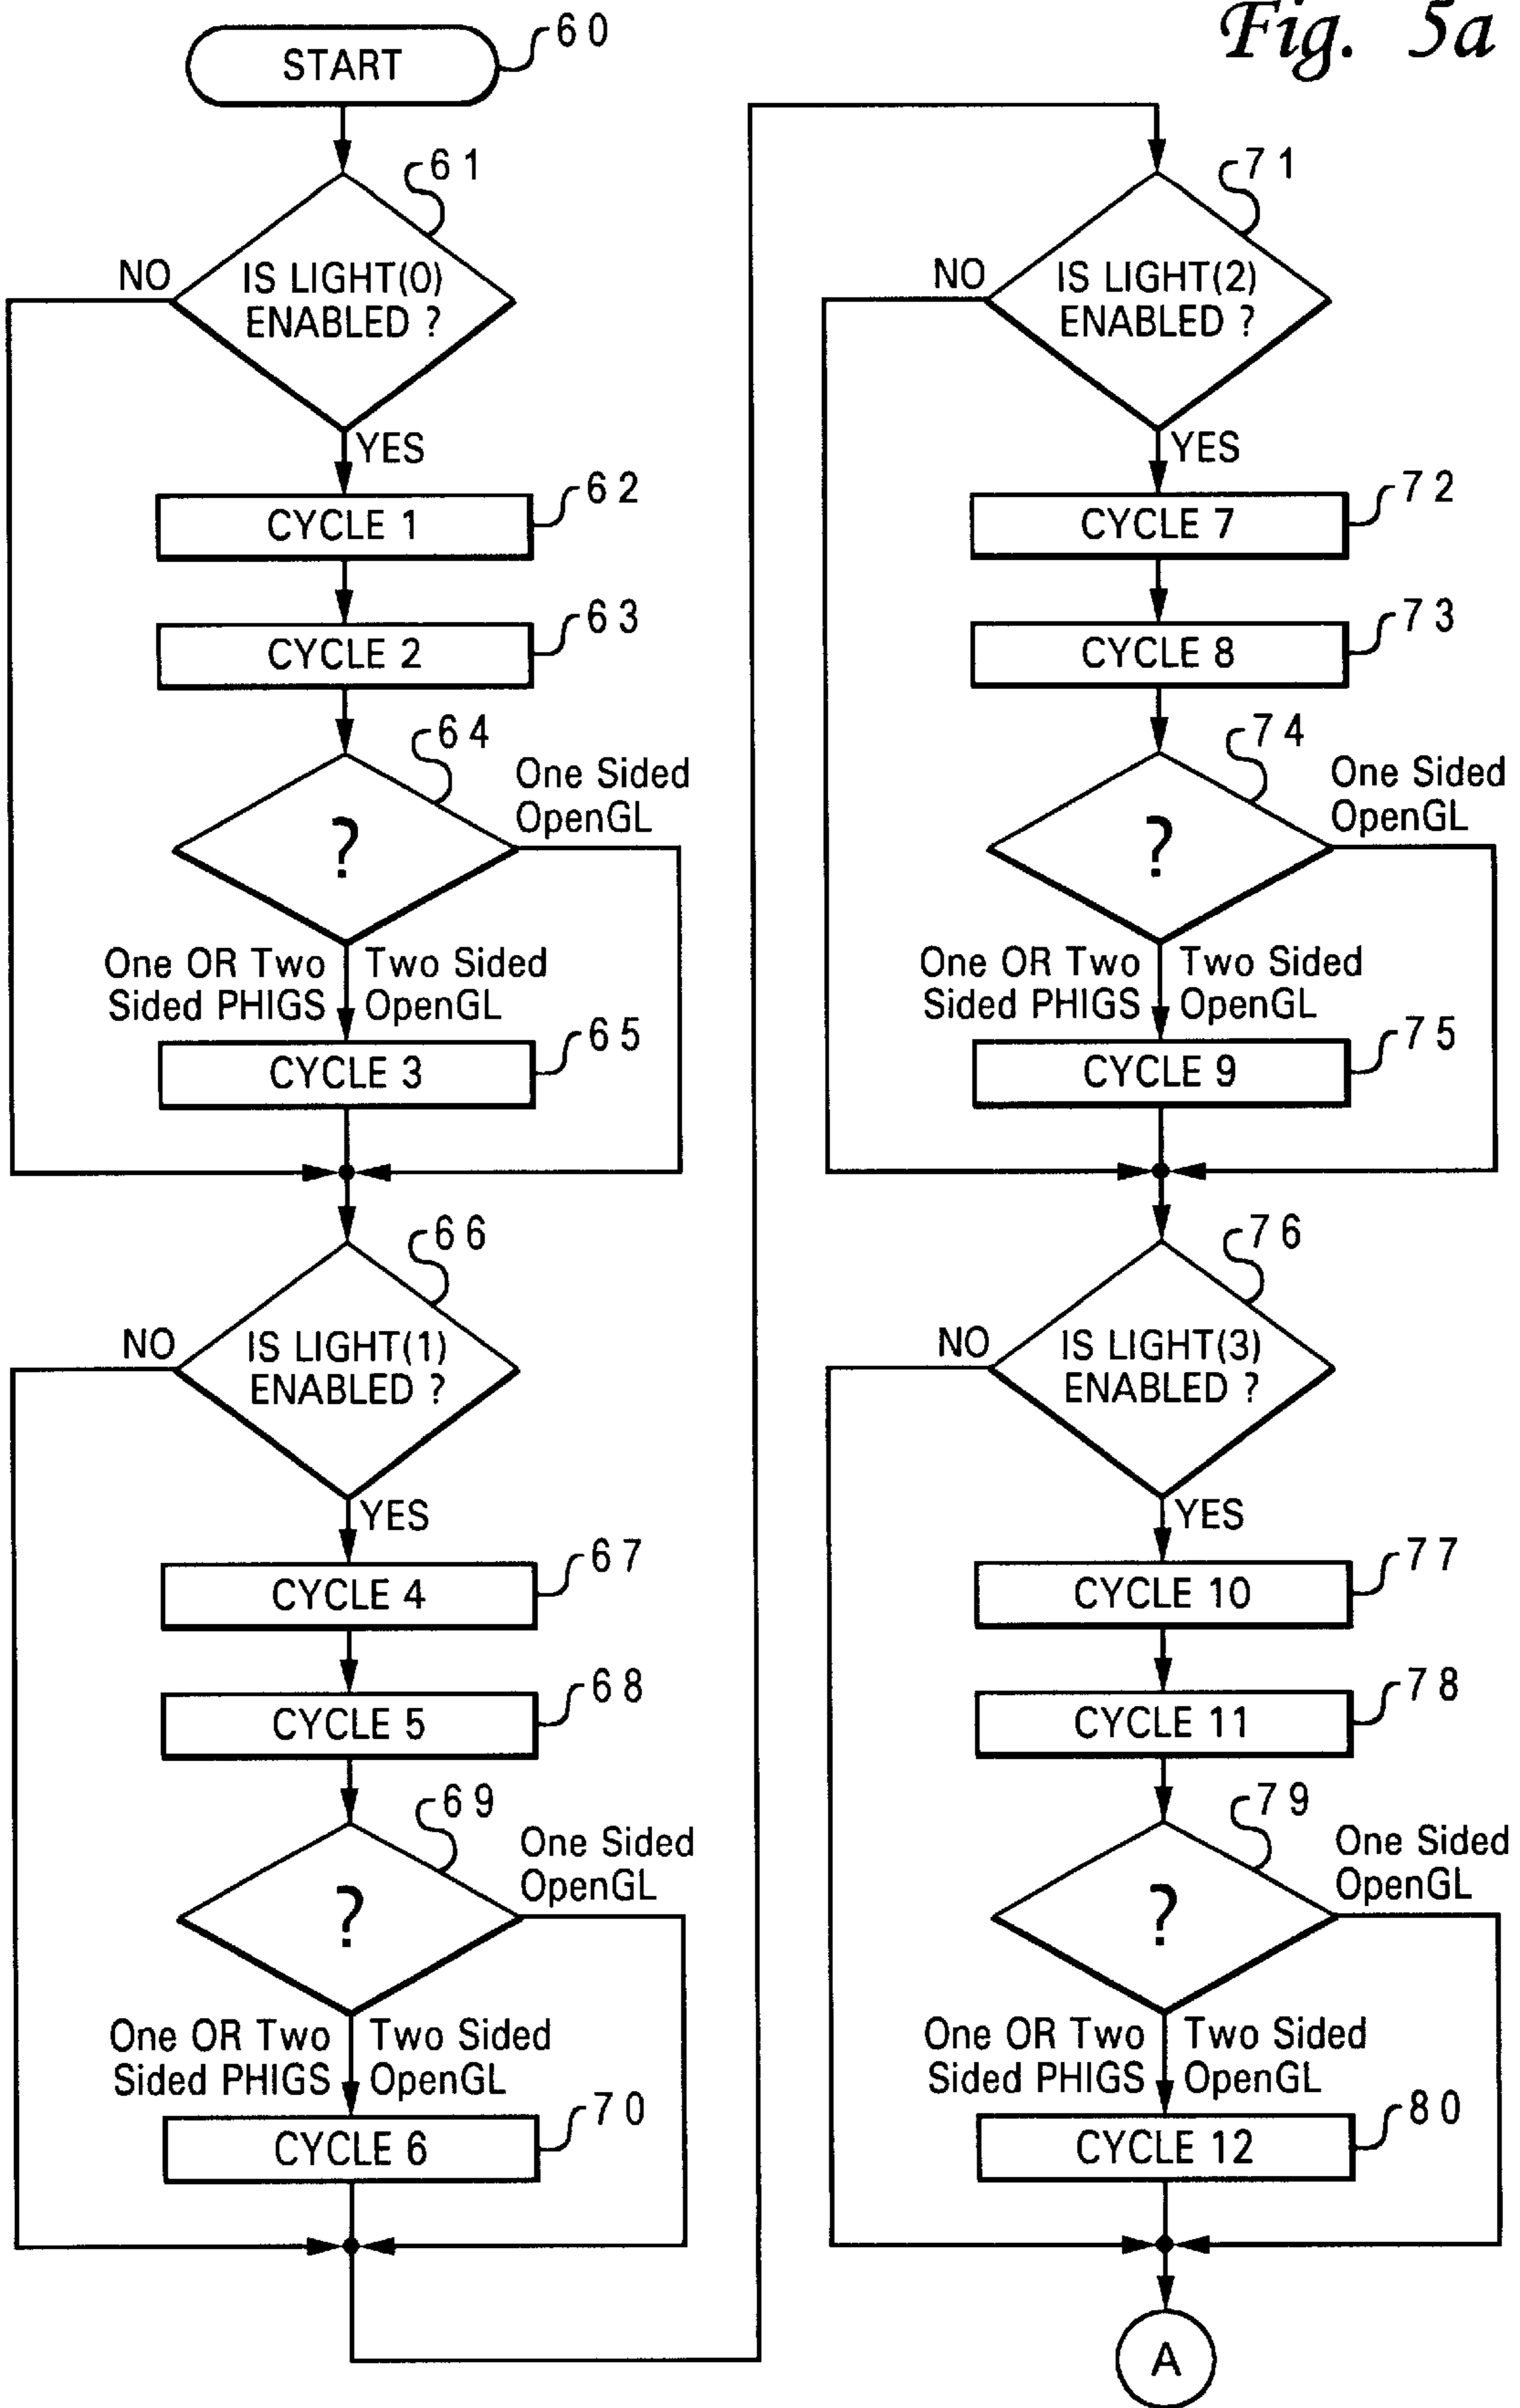 Fig. 5a
START
60
61
IS LIGHT(0)
ENABLED ?
NO
YES
CYCLE 1
62
CYCLE 2
63
64
?
One Sided
OpenGL
One OR Two
Sided PHIGS
Two Sided
OpenGL
CYCLE 3
65
66
IS LIGHT(1)
ENABLED ?
NO
YES
CYCLE 4
67
CYCLE 5
68
69
?
One Sided
OpenGL
One OR Two
Sided PHIGS
Two Sided
OpenGL
CYCLE 6
70
71
IS LIGHT(2)
ENABLED ?
NO
YES
CYCLE 7
72
CYCLE 8
73
74
?
One Sided
OpenGL
One OR Two
Sided PHIGS
Two Sided
OpenGL
CYCLE 9
75
76
IS LIGHT(3)
ENABLED ?
NO
YES
CYCLE 10
77
CYCLE 11
78
79
?
One Sided
OpenGL
One OR Two
Sided PHIGS
Two Sided
OpenGL
CYCLE 12
80
A